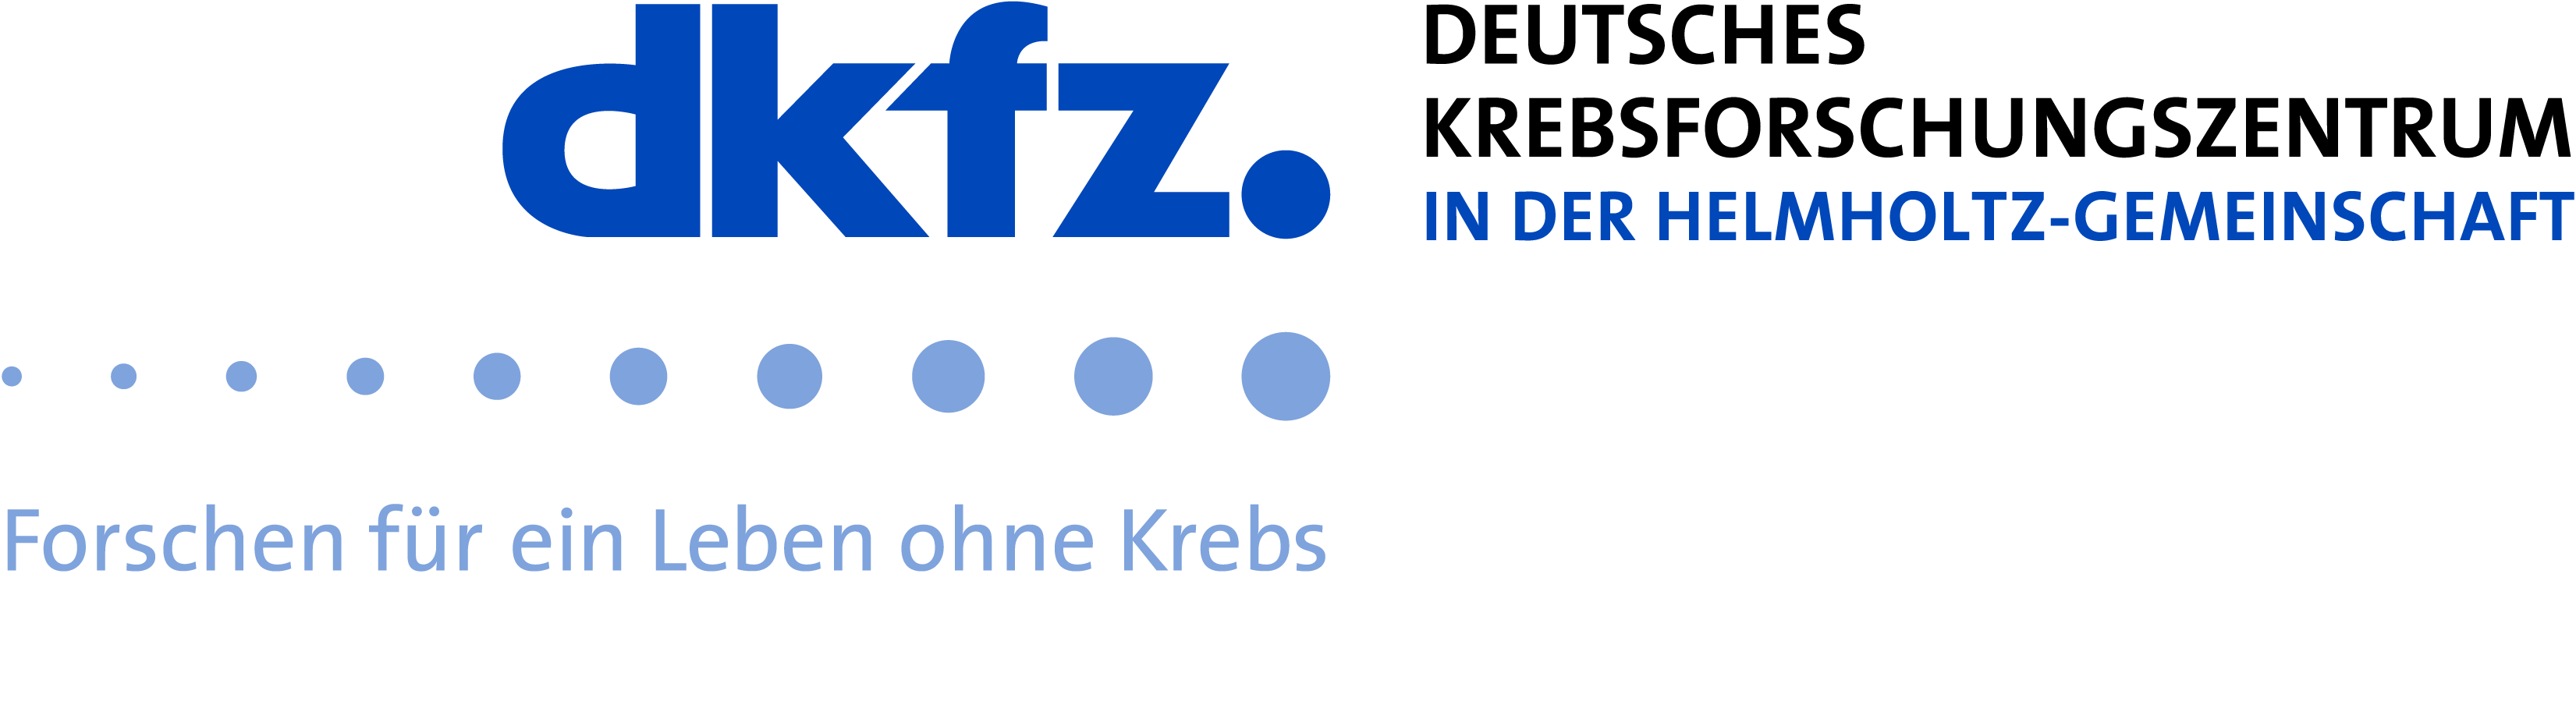 dkfz.
DEUTSCHES
KREBSFORSCHUNGSZENTRUM
IN DER HELMHOLTZ-GEMEINSCHAFT
Forschen für ein Leben ohne Krebs